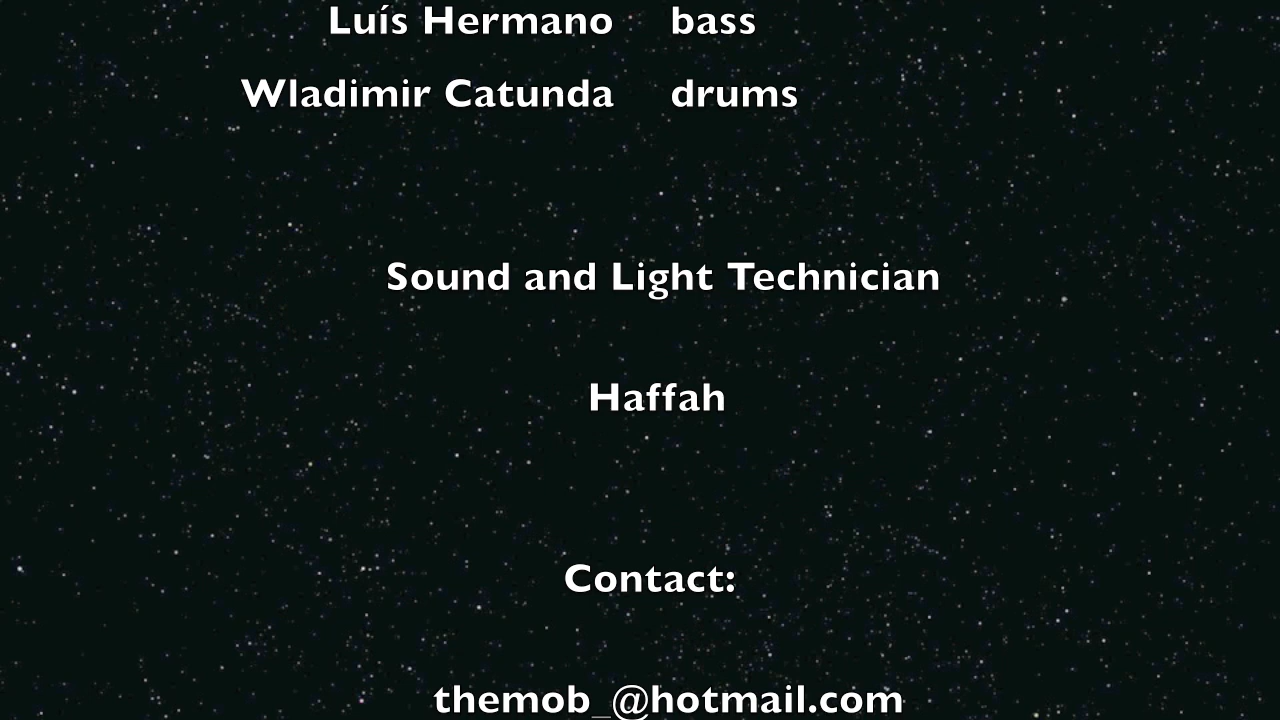 Luís Hermano bass
Wladimir Catunda drums
Sound and Light Technician
Haffah
Contact:
themob_@hotmail.com